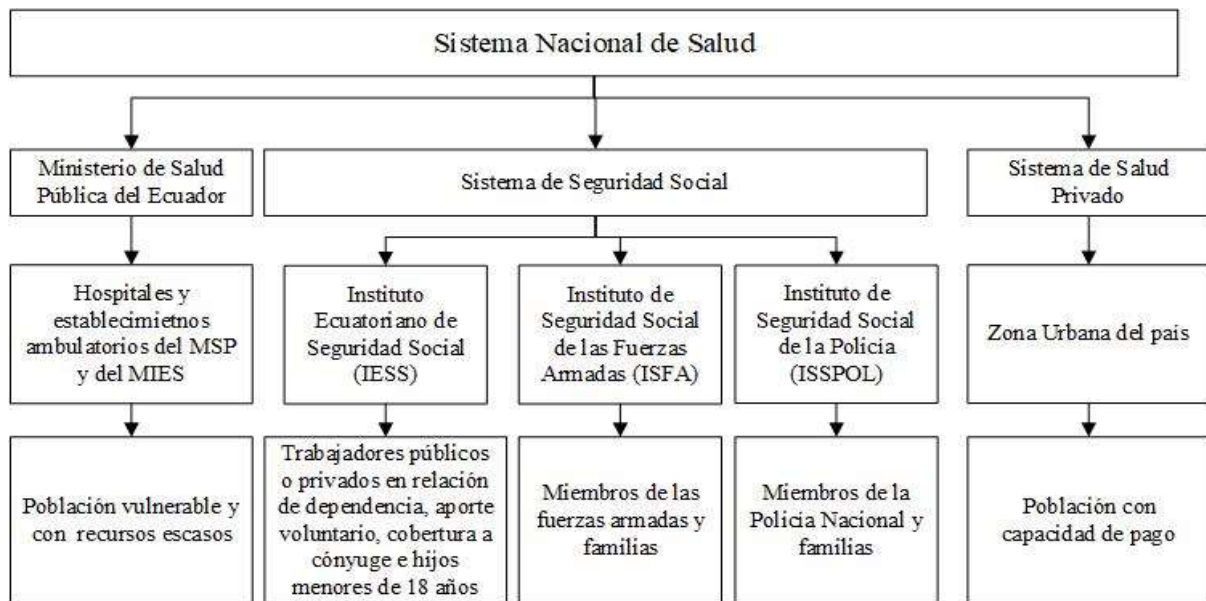 Sistema Nacional de Salud
Ministerio de Salud
Pública del Ecuador
Sistema de Seguridad Social
Sistema de Salud
Privado
Hospitales y
establecimietnos
ambulatorios del MSP
y del MIES
Instituto
Ecuatoriano de
Seguridad Social
(IESS)
Instituto de
Seguridad Social
de las Fuerzas
Armadas (ISFA)
Instituto de
Seguridad Social
de la Policia
(ISSPOL)
Zona Urbana del pais
Población vulnerable y
con recursos escasos
Trabajadores públicos
o privados en relación
de dependencia, aporte
voluntario, cobertura a
cónyuge e hijos
menores de 18 años
Miembros de las
fuerzas armadas y
familias
Miembros de la
Policía Nacional y
familias
Población con
capacidad de pago